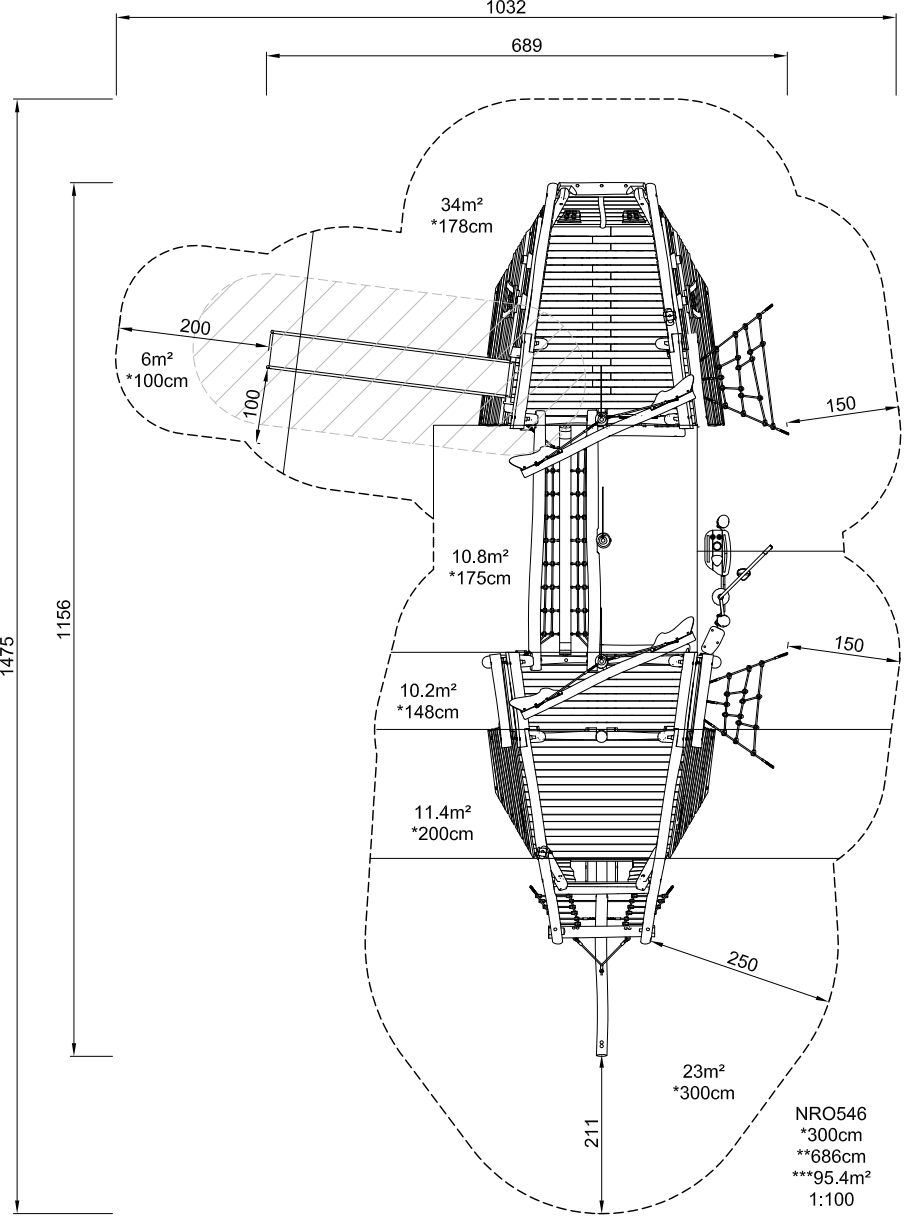 1032
689
34m²
*178cm
200
6m²
*100cm
100
150
10.8m²
*175cm
1156
1475
150
10.2m²
*148cm
11.4m²
*200cm
250
23m²
*300cm
211
NRO546
*300cm
**686cm
***95.4m²
1:100